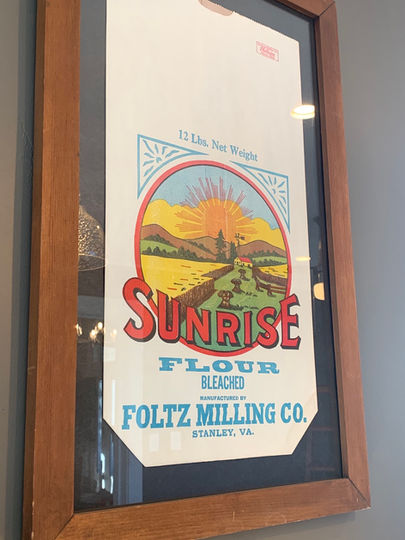 12 Lbs. Net Weight
SUNRISE
FLOUR
BLEACHED
MANUFACTURED BY
FOLTZ MILLING CO.
STANLEY, VA.